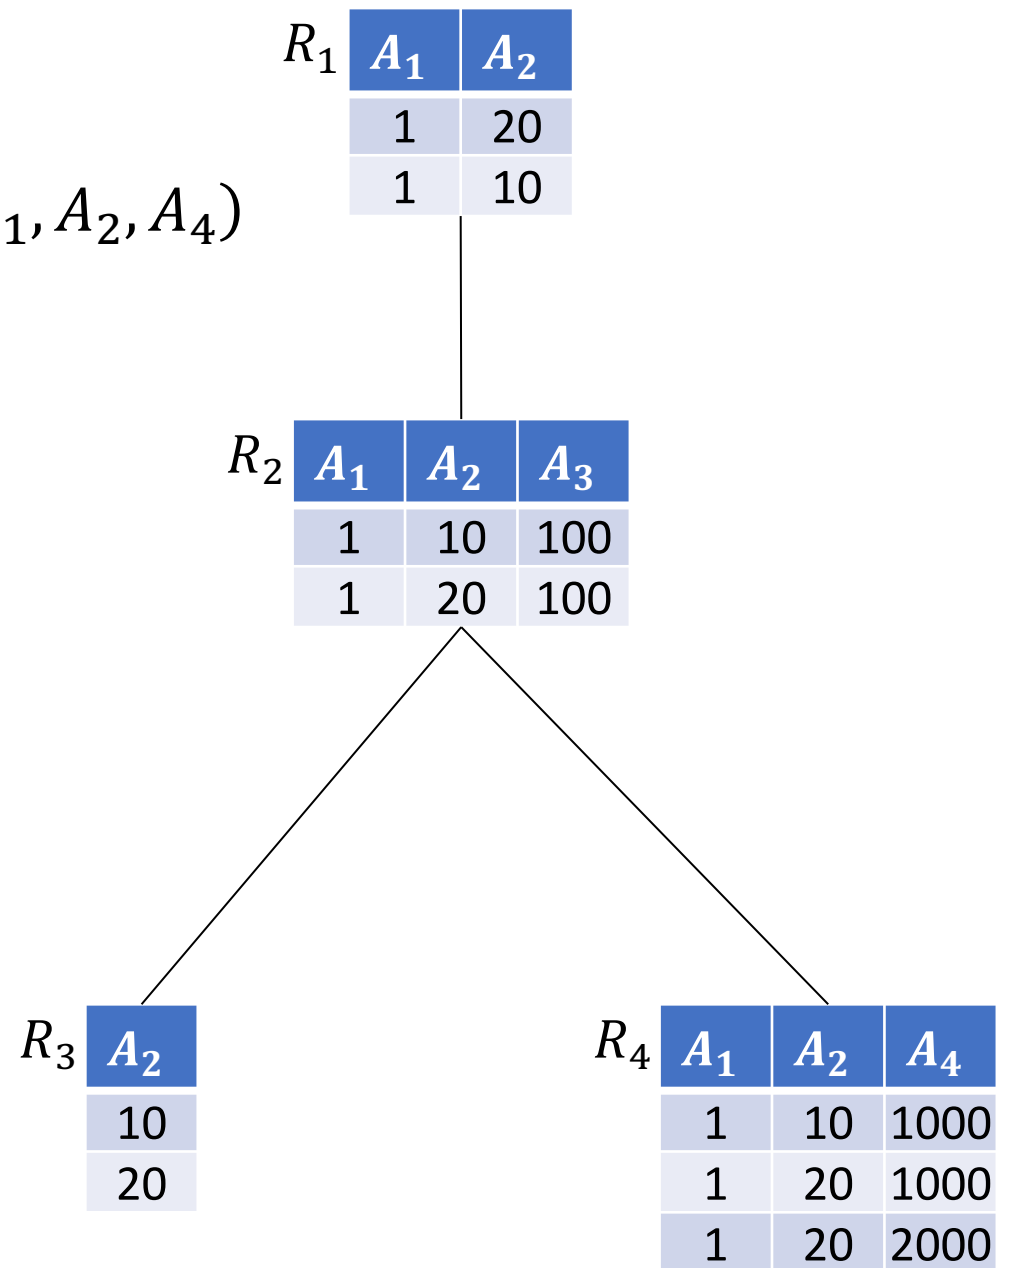 R₁ A₁ A₂
1 20
1 10
₁, A₂, A₄)
R₂ A₁ A₂ A₃
1 10 100
1 20 100
R₃ A₂
10
20
R₄ A₁ A₂ A₄
1 10 1000
1 20 1000
1 20 2000